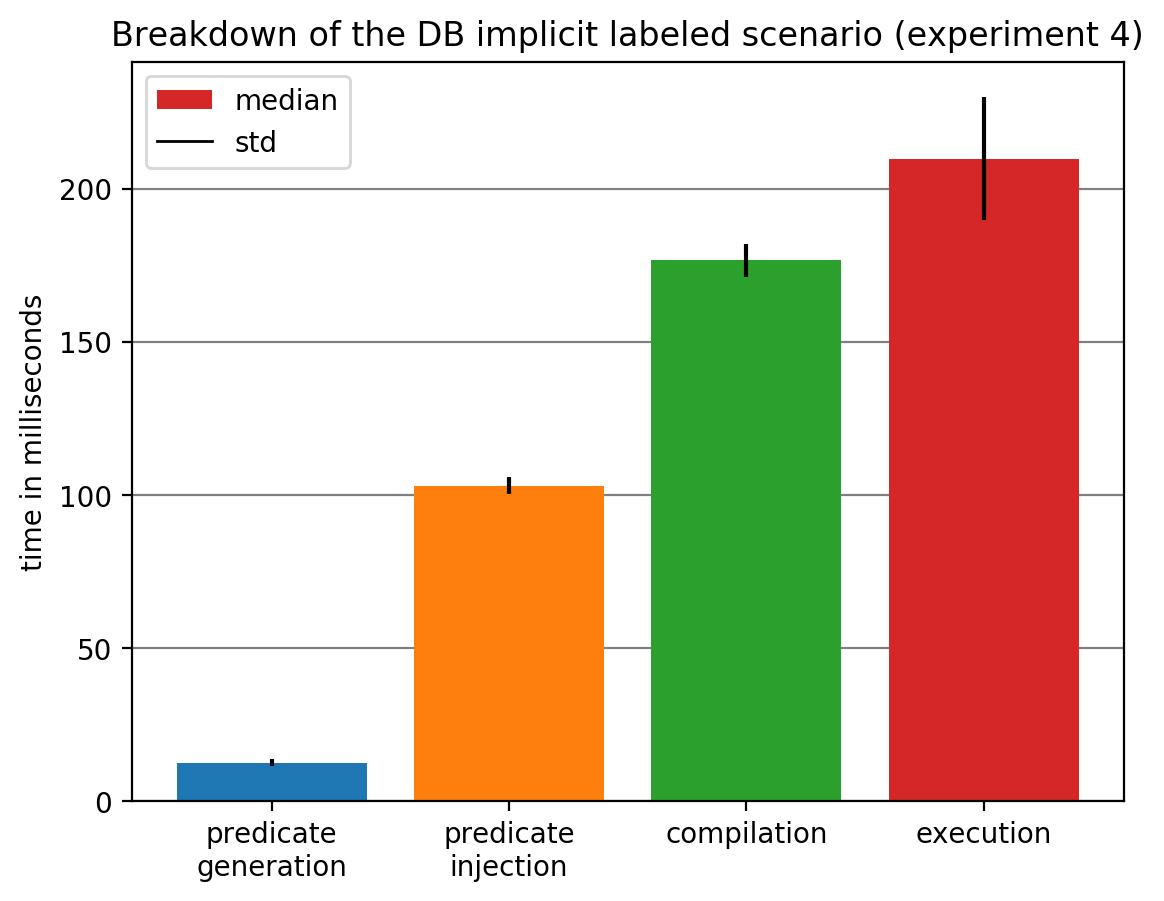 Breakdown of the DB implicit labeled scenario (experiment 4)
median
std
time in milliseconds
200
150
100
50
0
predicate
generation
predicate
injection
compilation
execution